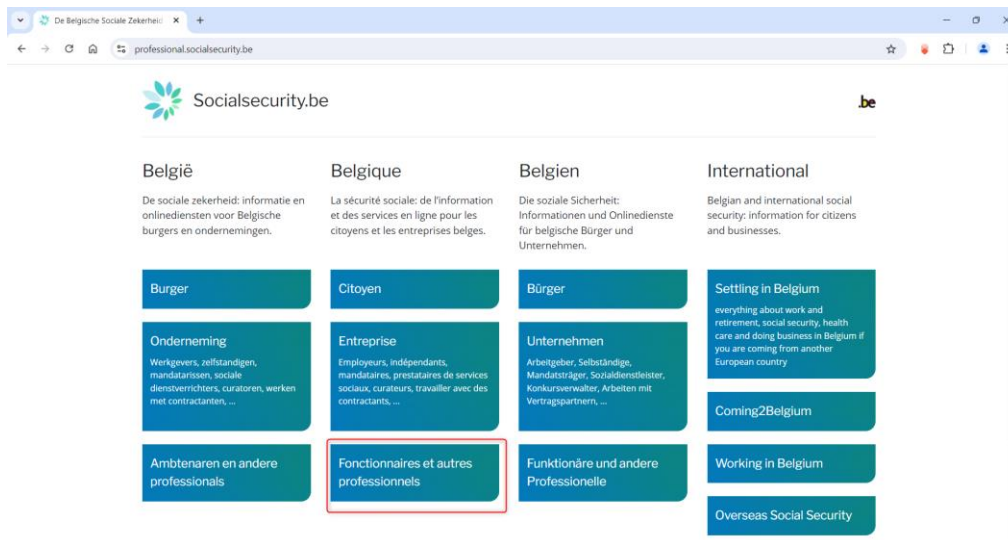 De Belgische Sociale Zekerheid
professional.socialsecurity.be
Socialsecurity.be
.be
België
De sociale zekerheid: informatie en
onlinediensten voor Belgische
burgers en ondernemingen.
Burger
Onderneming
Werkgevers, zelfstandigen,
mandatarissen, sociale
dienstverrichters, curatoren, werken
met contractanten, ...
Ambtenaren en andere
professionals
Belgique
La sécurité sociale: de l'information
et des services en ligne pour les
citoyens et les entreprises belges.
Citoyen
Entreprise
Employeurs, indépendants,
mandataires, prestataires de services
sociaux, curateurs, travailler avec des
contractants, ...
Fonctionnaires et autres
professionnels
Belgien
Die soziale Sicherheit:
Informationen und Onlinedienste
für belgische Bürger und
Unternehmen.
Bürger
Unternehmen
Arbeitgeber, Selbständige,
Mandatsträger, Sozialdienstleister,
Konkursverwalter, Arbeiten mit
Vertragspartnern, ...
Funktionäre und andere
Professionelle
International
Belgian and international social
security: information for citizens
and businesses.
Settling in Belgium
everything about work and
retirement, social security, health
care and doing business in Belgium if
you are coming from another
European country
Coming2Belgium
Working in Belgium
Overseas Social Security